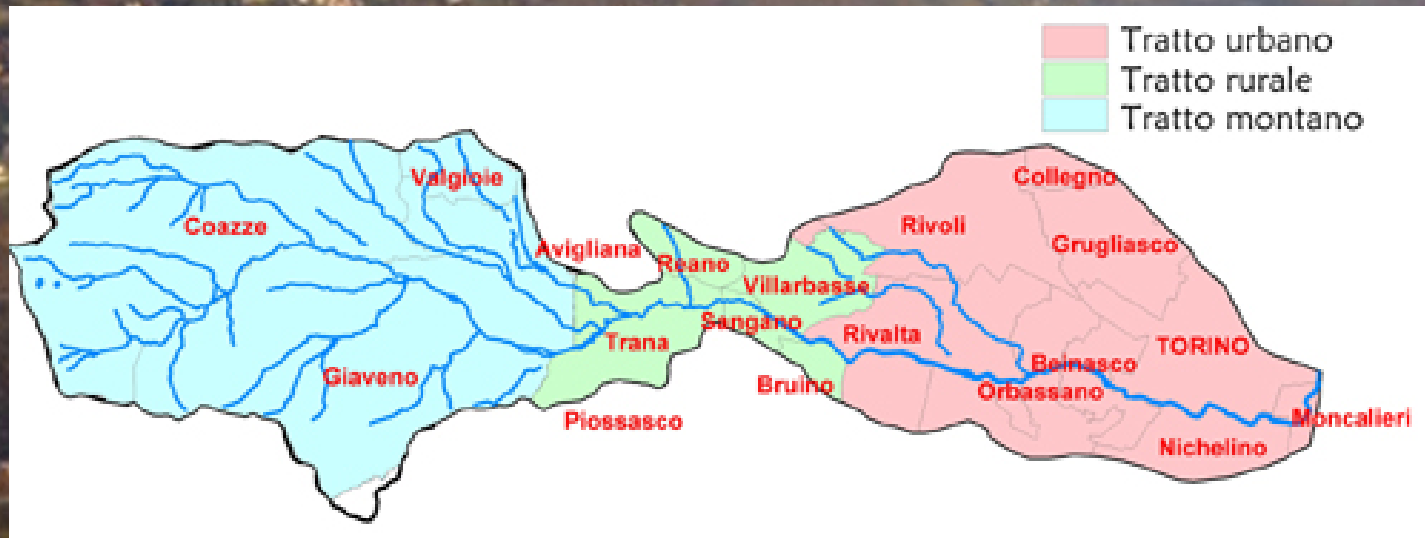 Tratto urbano
Tratto rurale
Tratto montano
Valgioie
Collegno
Coazze
Rivoli
Avigliana
Grugliasco
Reano
Villarbasse
Sangano
Rivalta
Trana
TORINO
Beinasco
Giaveno
Bruino
Orbassano
Piossasco
Moncalieri
Nichelino